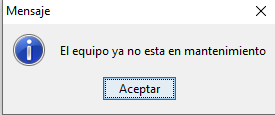 Mensaje
El equipo ya no esta en mantenimiento
Aceptar